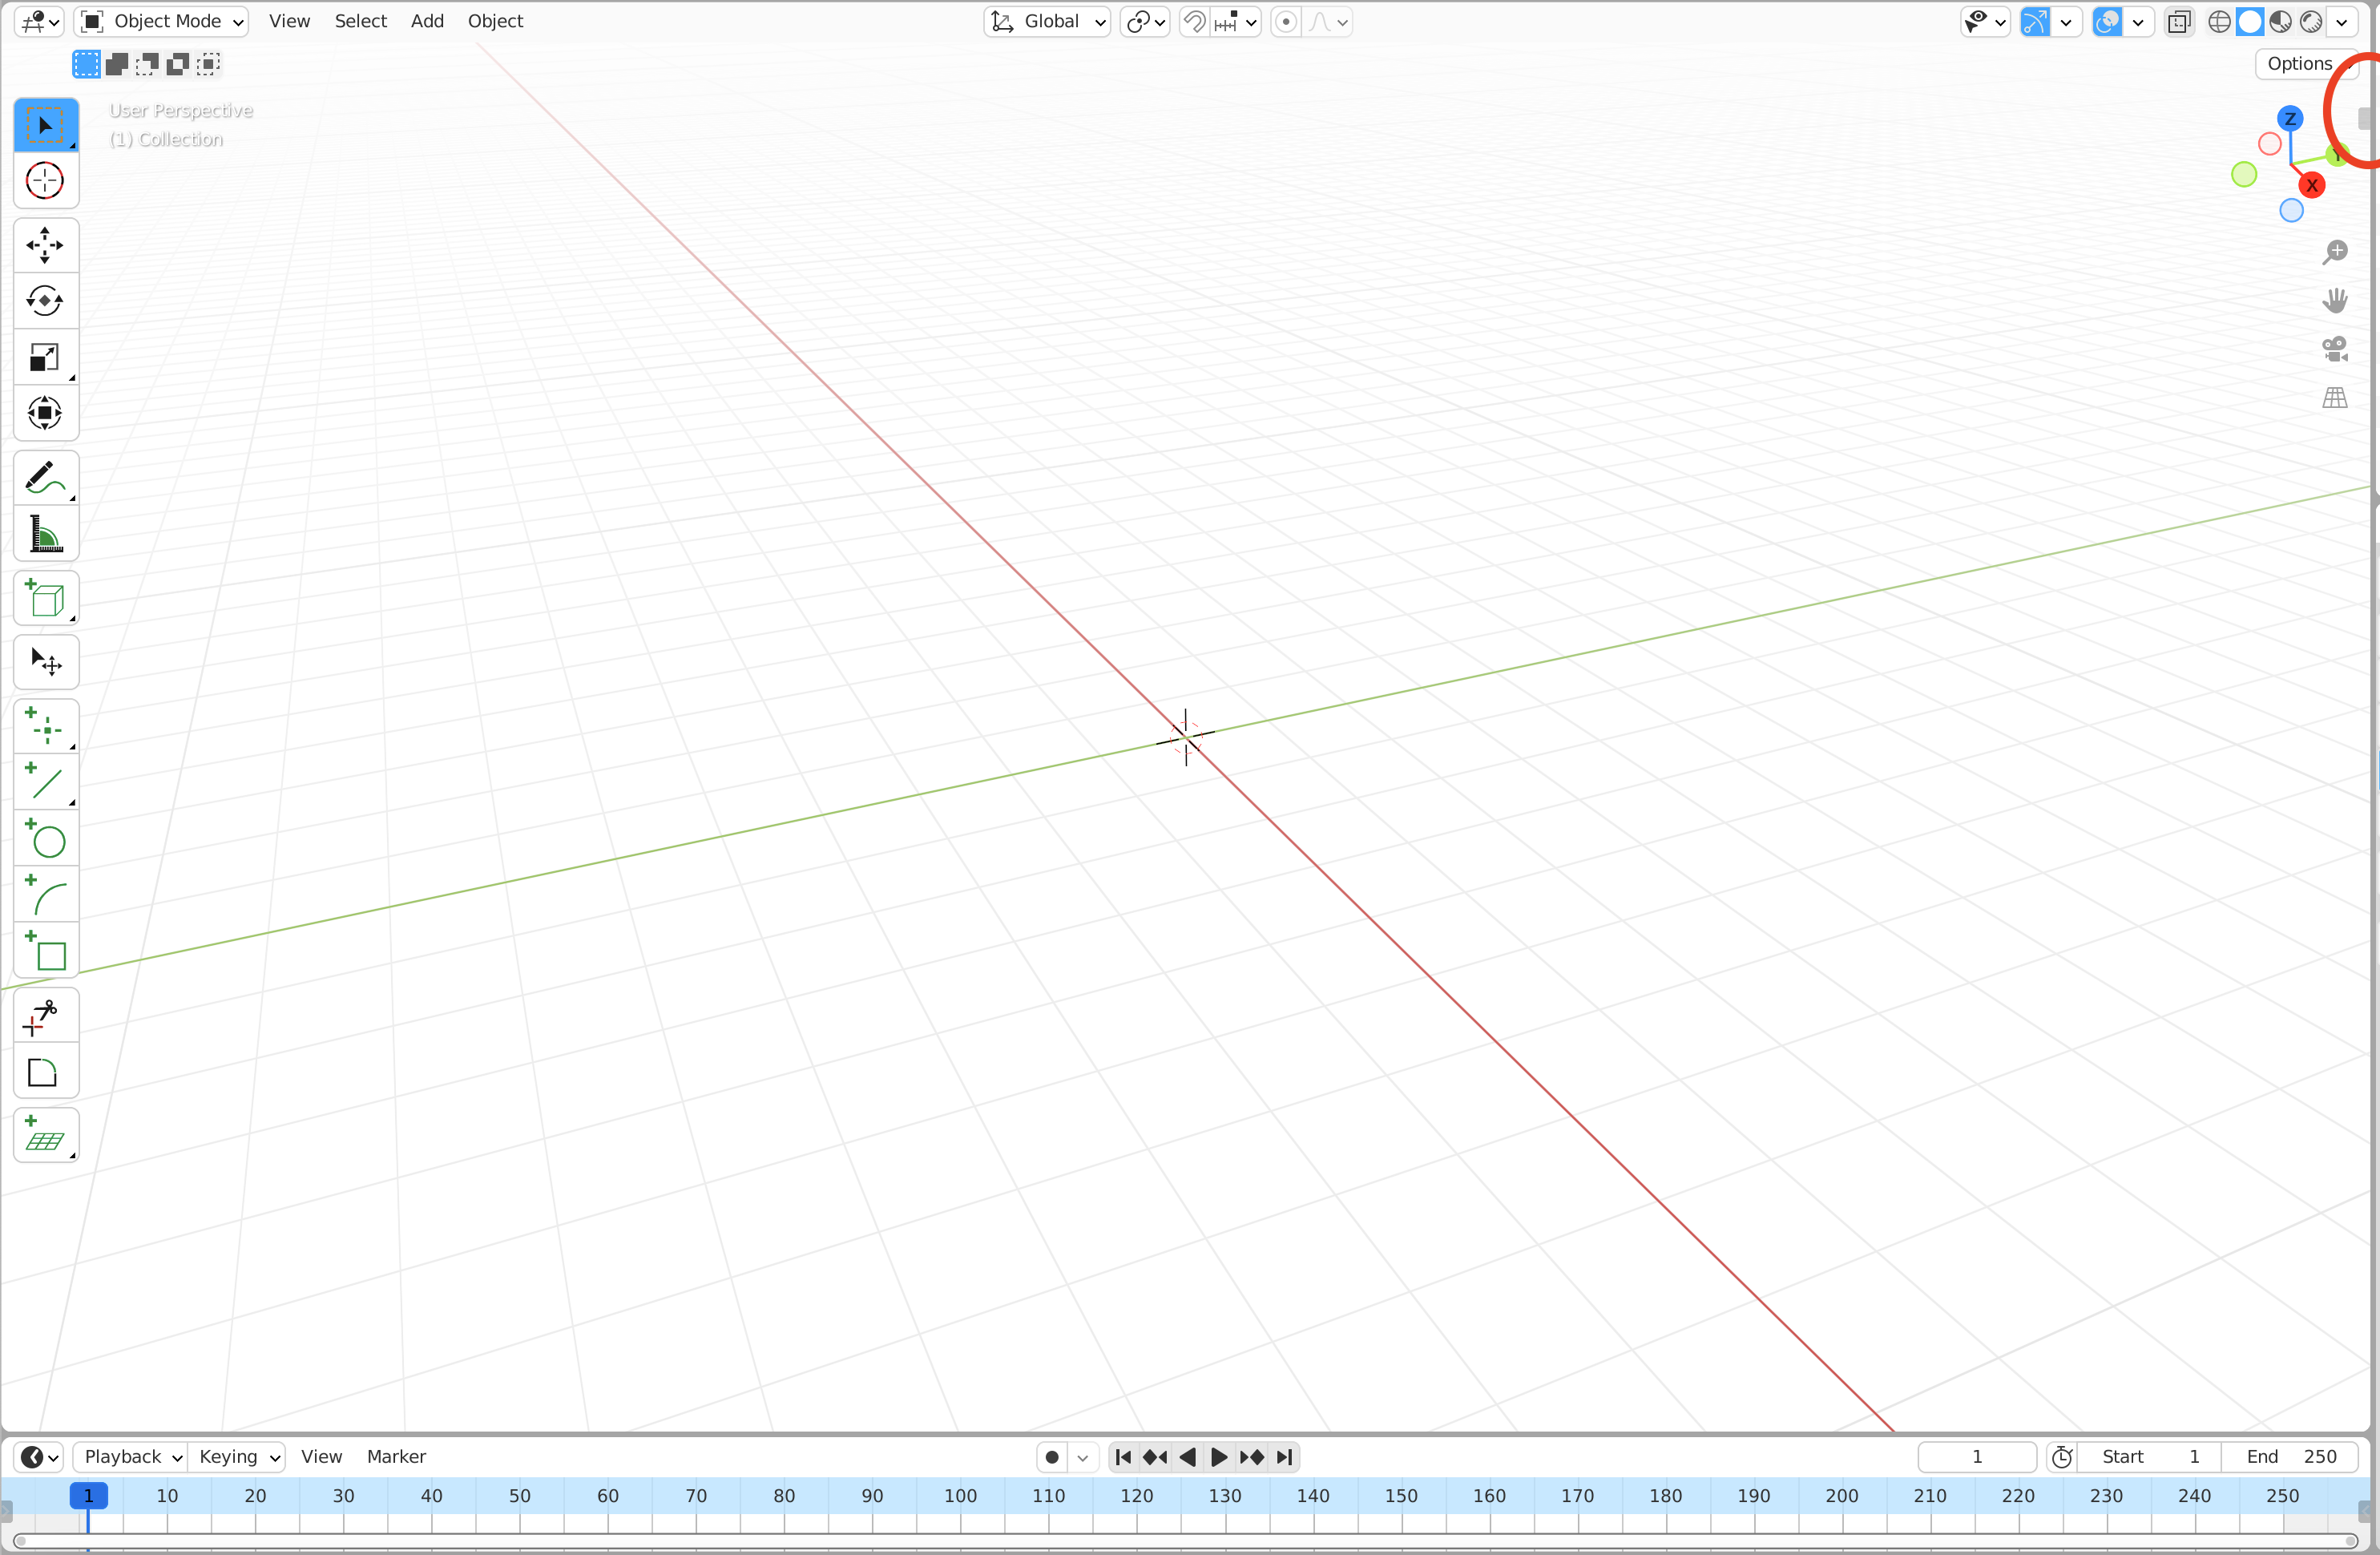 Object Mode View Select Add Object Global
Options
User Perspective
(1) Collection
Z
Y
X
Playback Keying View Marker 1 Start 1 End 250
1 10 20 30 40 50 60 70 80 90 100 110 120 130 140 150 160 170 180 190 200 210 220 230 240 250